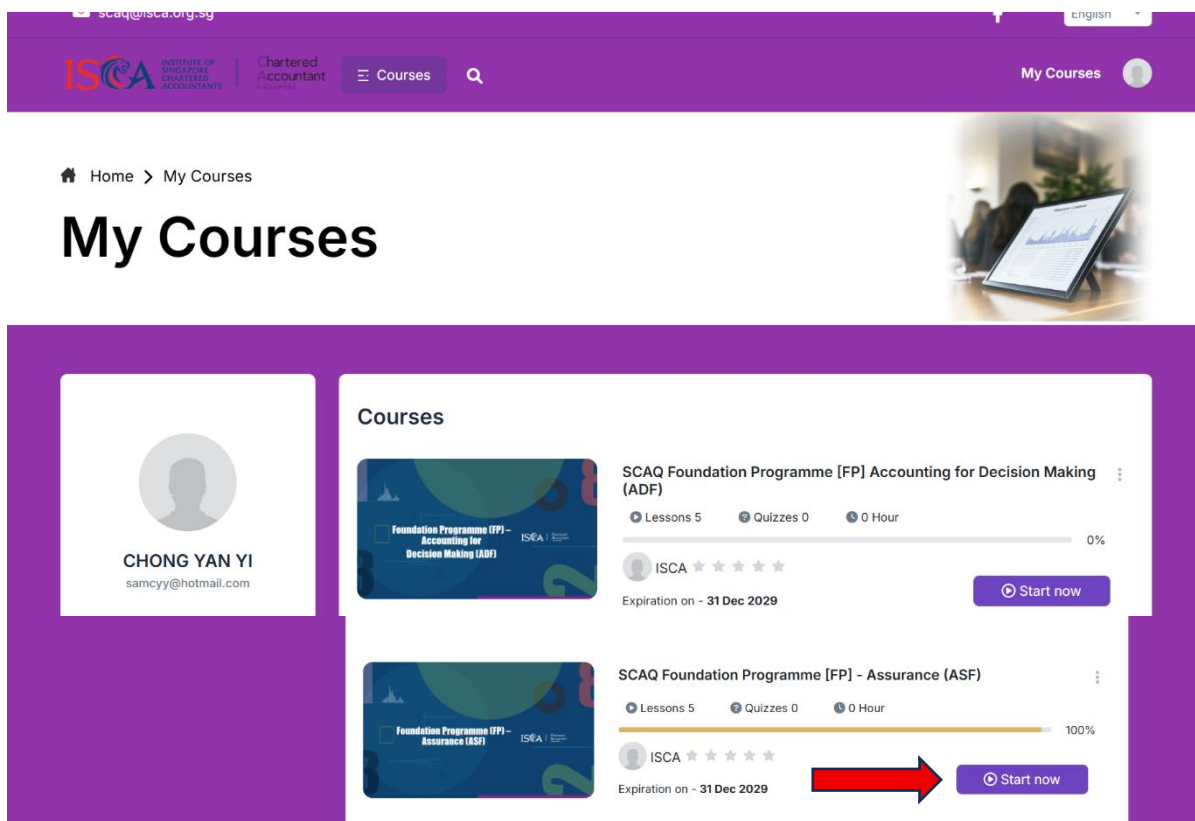 scaq@isca.org.sg
English
ISCA
INSTITUTE OF
SINGAPORE
CHARTERED
ACCOUNTANTS
Chartered
Accountant
Courses
My Courses
Home > My Courses
My Courses
CHONG YAN YI
samcyy@hotmail.com
Courses
Foundation Programme (FP) –
Accounting for
Decision Making (ADF)
ISCA
SCAQ Foundation Programme [FP] Accounting for Decision Making
(ADF)
Lessons 5 Quizzes 0 0 Hour
0%
ISCA
Expiration on - 31 Dec 2029
Start now
Foundation Programme (FP) –
Assurance (ASF)
ISCA
SCAQ Foundation Programme [FP] - Assurance (ASF)
Lessons 5 Quizzes 0 0 Hour
100%
ISCA
Expiration on - 31 Dec 2029
Start now